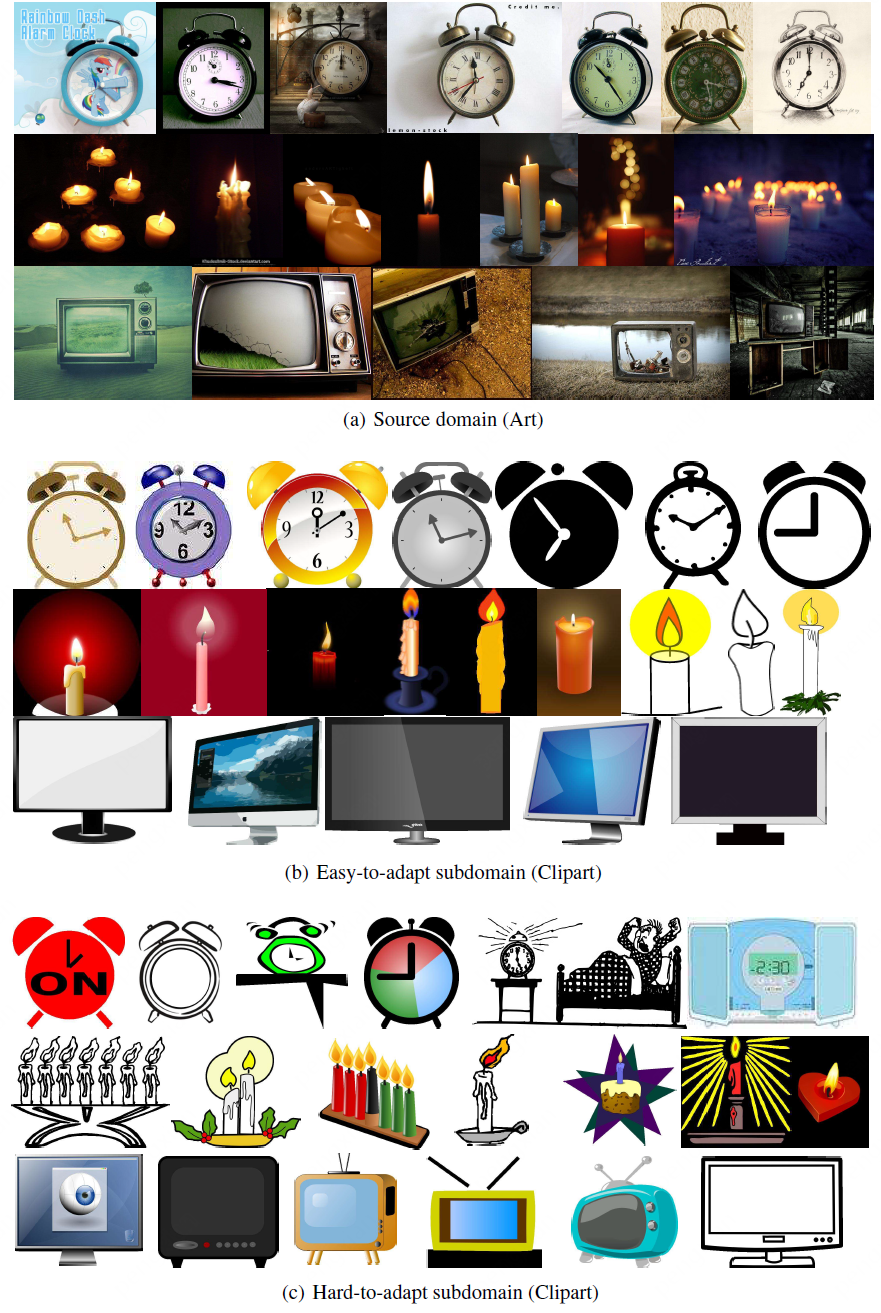 Rainbow Dash
Alarm Clock
Credit me.
lemon-stock
(a) Source domain (Art)
12
9
3
6
12
9
3
6
(b) Easy-to-adapt subdomain (Clipart)
ON
-2:30
(c) Hard-to-adapt subdomain (Clipart)